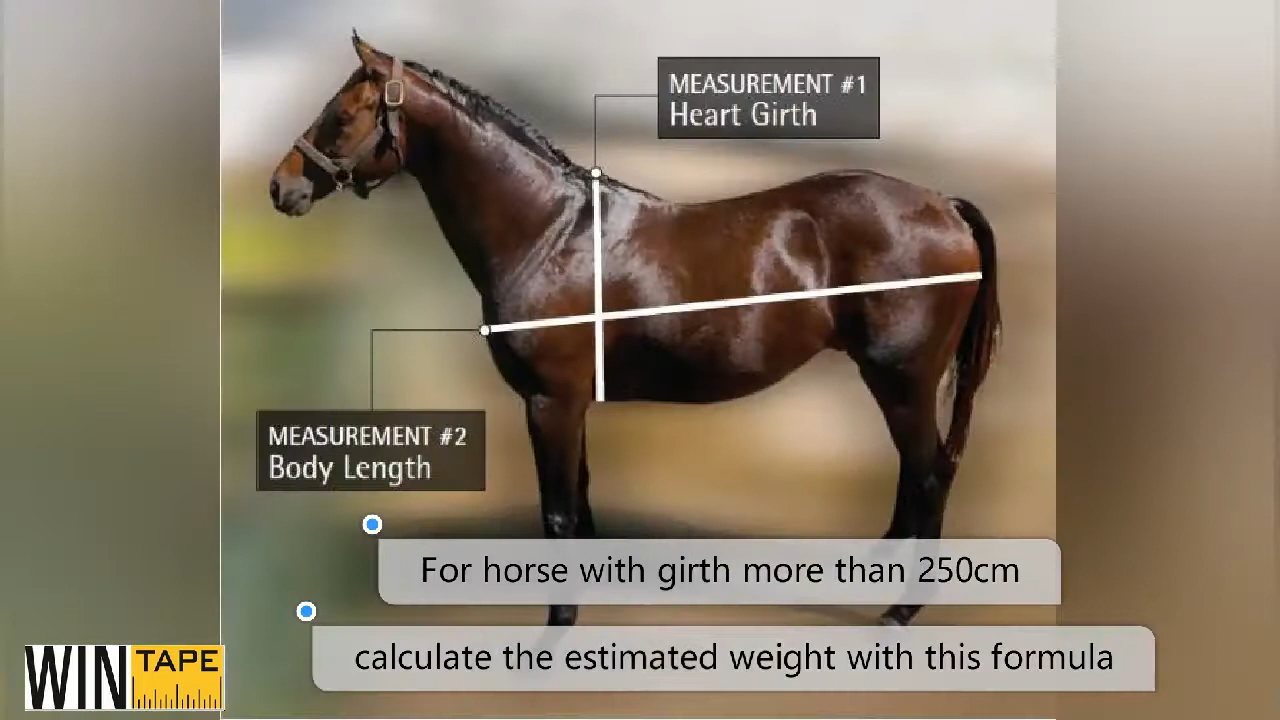 MEASUREMENT #1
Heart Girth
MEASUREMENT #2
Body Length
For horse with girth more than 250cm
calculate the estimated weight with this formula
WIN TAPE